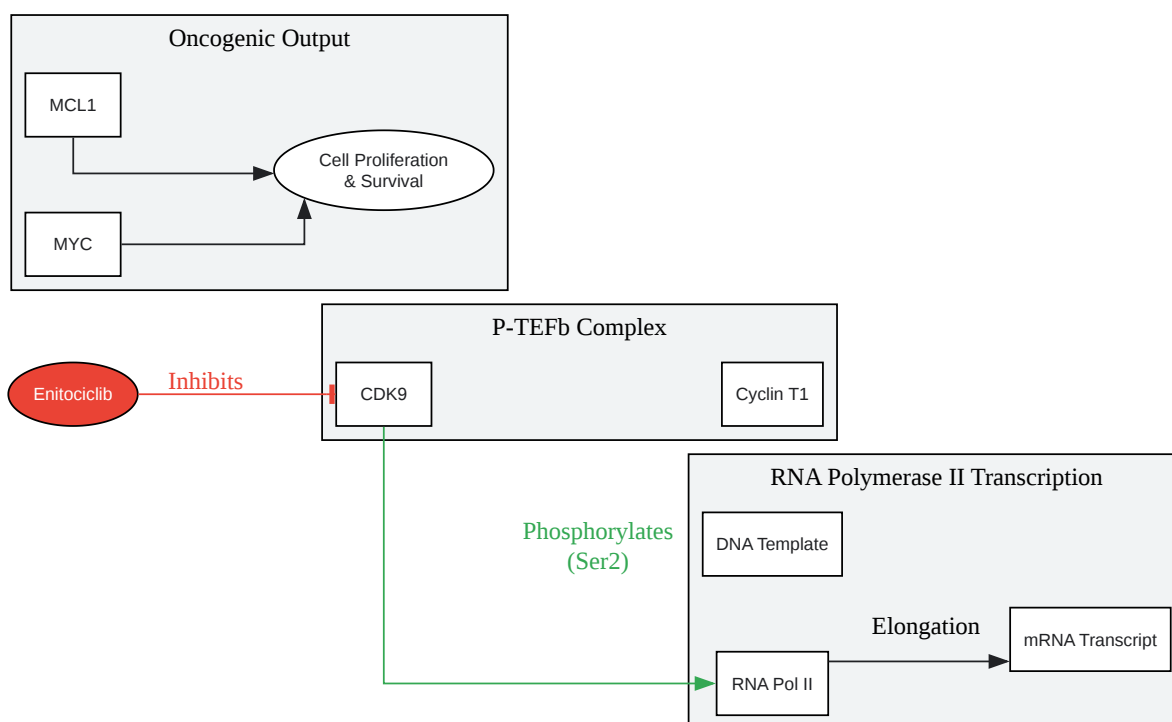 Oncogenic Output
MCL1
Cell Proliferation
& Survival
MYC
P-TEFb Complex
Enitociclib
Inhibits
CDK9
Cyclin T1
RNA Polymerase II Transcription
Phosphorylates
(Ser2)
DNA Template
Elongation
mRNA Transcript
RNA Pol II